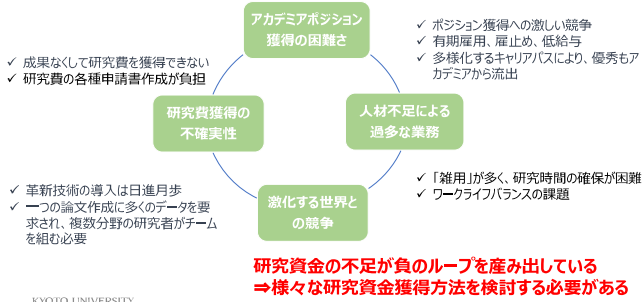 アカデミアポジション
獲得の困難さ
✓ ポジション獲得への激しい競争
✓ 有期雇用、雇止め、低給与
✓ 多様化するキャリアパスにより、優秀もア
カデミアから流出
✓ 成果なくして研究費を獲得できない
✓ 研究費の各種申請書作成が負担
研究費獲得の
不確実性
人材不足による
過多な業務
✓ 「雑用」が多く、研究時間の確保が困難
✓ ワークライフバランスの課題
✓ 革新技術の導入は日進月歩
✓ 一つの論文作成に多くのデータを要
求され、複数分野の研究者がチーム
を組む必要
激化する世界と
の競争
研究資金の不足が負のループを産み出している
⇒様々な研究資金獲得方法を検討する必要がある
KYOTO UNIVERSITY